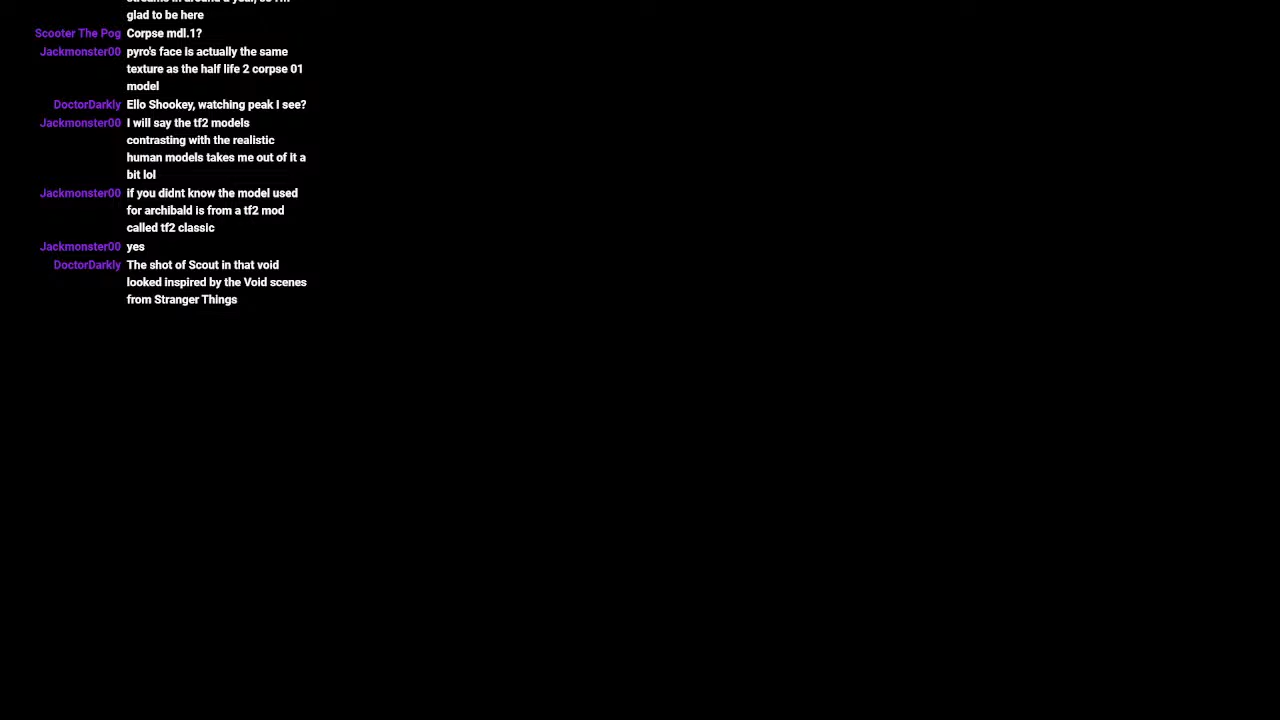 glad to be here
Scooter The Pog Corpse mdl.1?
Jackmonster00 pyro's face is actually the same
texture as the half life 2 corpse 01
model
DoctorDarkly Ello Shookey, watching peak I see?
Jackmonster00 I will say the tf2 models
contrasting with the realistic
human models takes me out of it a
bit lol
Jackmonster00 if you didnt know the model used
for archibald is from a tf2 mod
called tf2 classic
Jackmonster00 yes
DoctorDarkly The shot of Scout in that void
looked inspired by the Void scenes
from Stranger Things